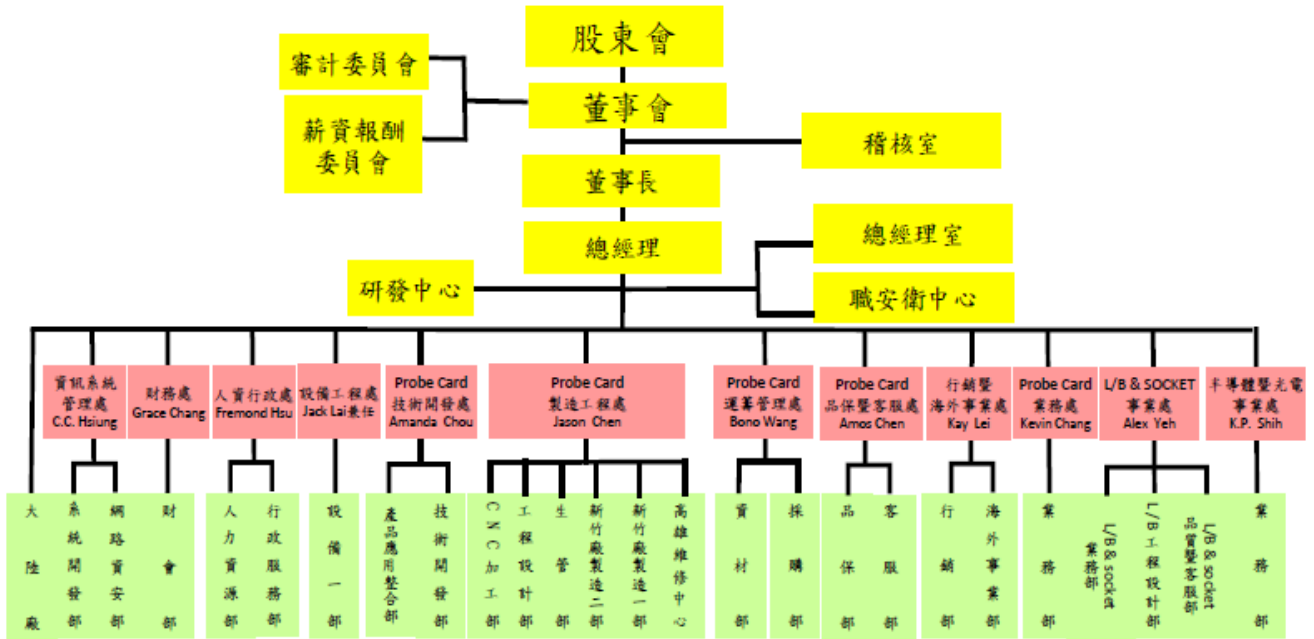 股東會
審計委員會
董事會
薪資報酬
委員會
稽核室
董事長
總經理
總經理室
研發中心
職安衛中心
資訊系統
管理處
C.C. Hsiung
財務處
Grace Chang
人資行政處
Fremond Hsu
設備工程處
Jack Lai兼任
Probe Card
技術開發處
Amanda Chou
Probe Card
製造工程處
Jason Chen
Probe Card
運籌管理處
Bono Wang
Probe Card
品保暨客服處
Amos Chen
行銷暨
海外事業處
Kay Lei
Probe Card
業務處
Kevin Chang
L/B & SOCKET
事業處
Alex Yeh
半導體暨光電
事業處
K.P. Shih
大陸廠
系統開發部
網路資安部
財會部
人力資源部
行政服務部
設備一部
產品應用整合部
技術開發部
CNC加工部
工程設計部
生管部
新竹廠製造二部
新竹廠製造一部
高雄維修中心
資材部
採購部
品保部
客服部
行銷部
海外事業部
業務部
L/B & socket
業務部
L/B工程設計部
L/B & socket
品質暨客服部
業務部